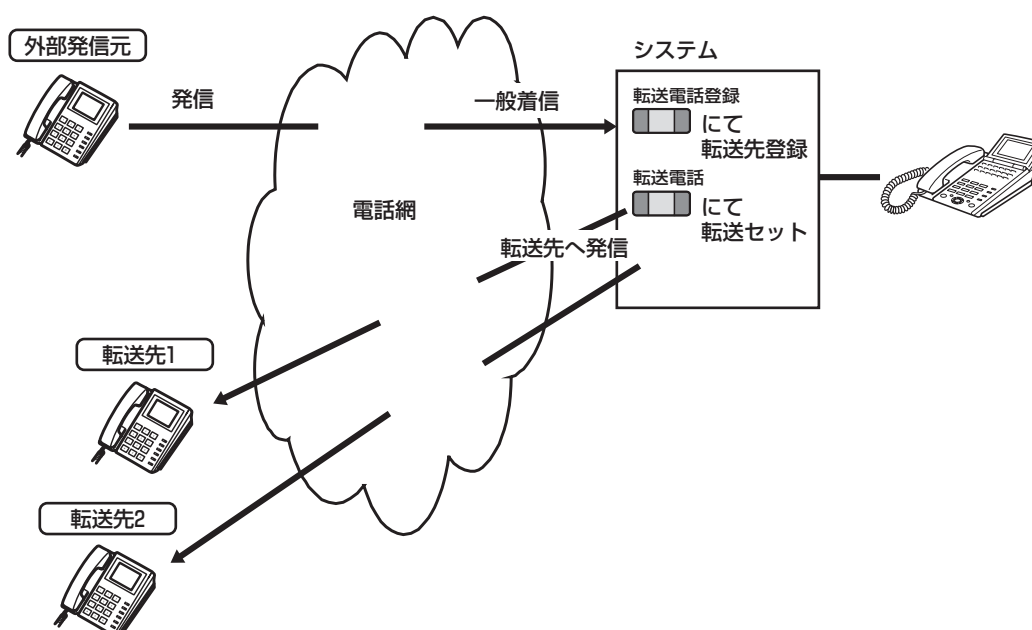 外部発信元
発信
一般着信
システム
転送電話登録
にて
転送先登録
転送電話
にて
転送セット
電話網
転送先へ発信
転送先1
転送先2